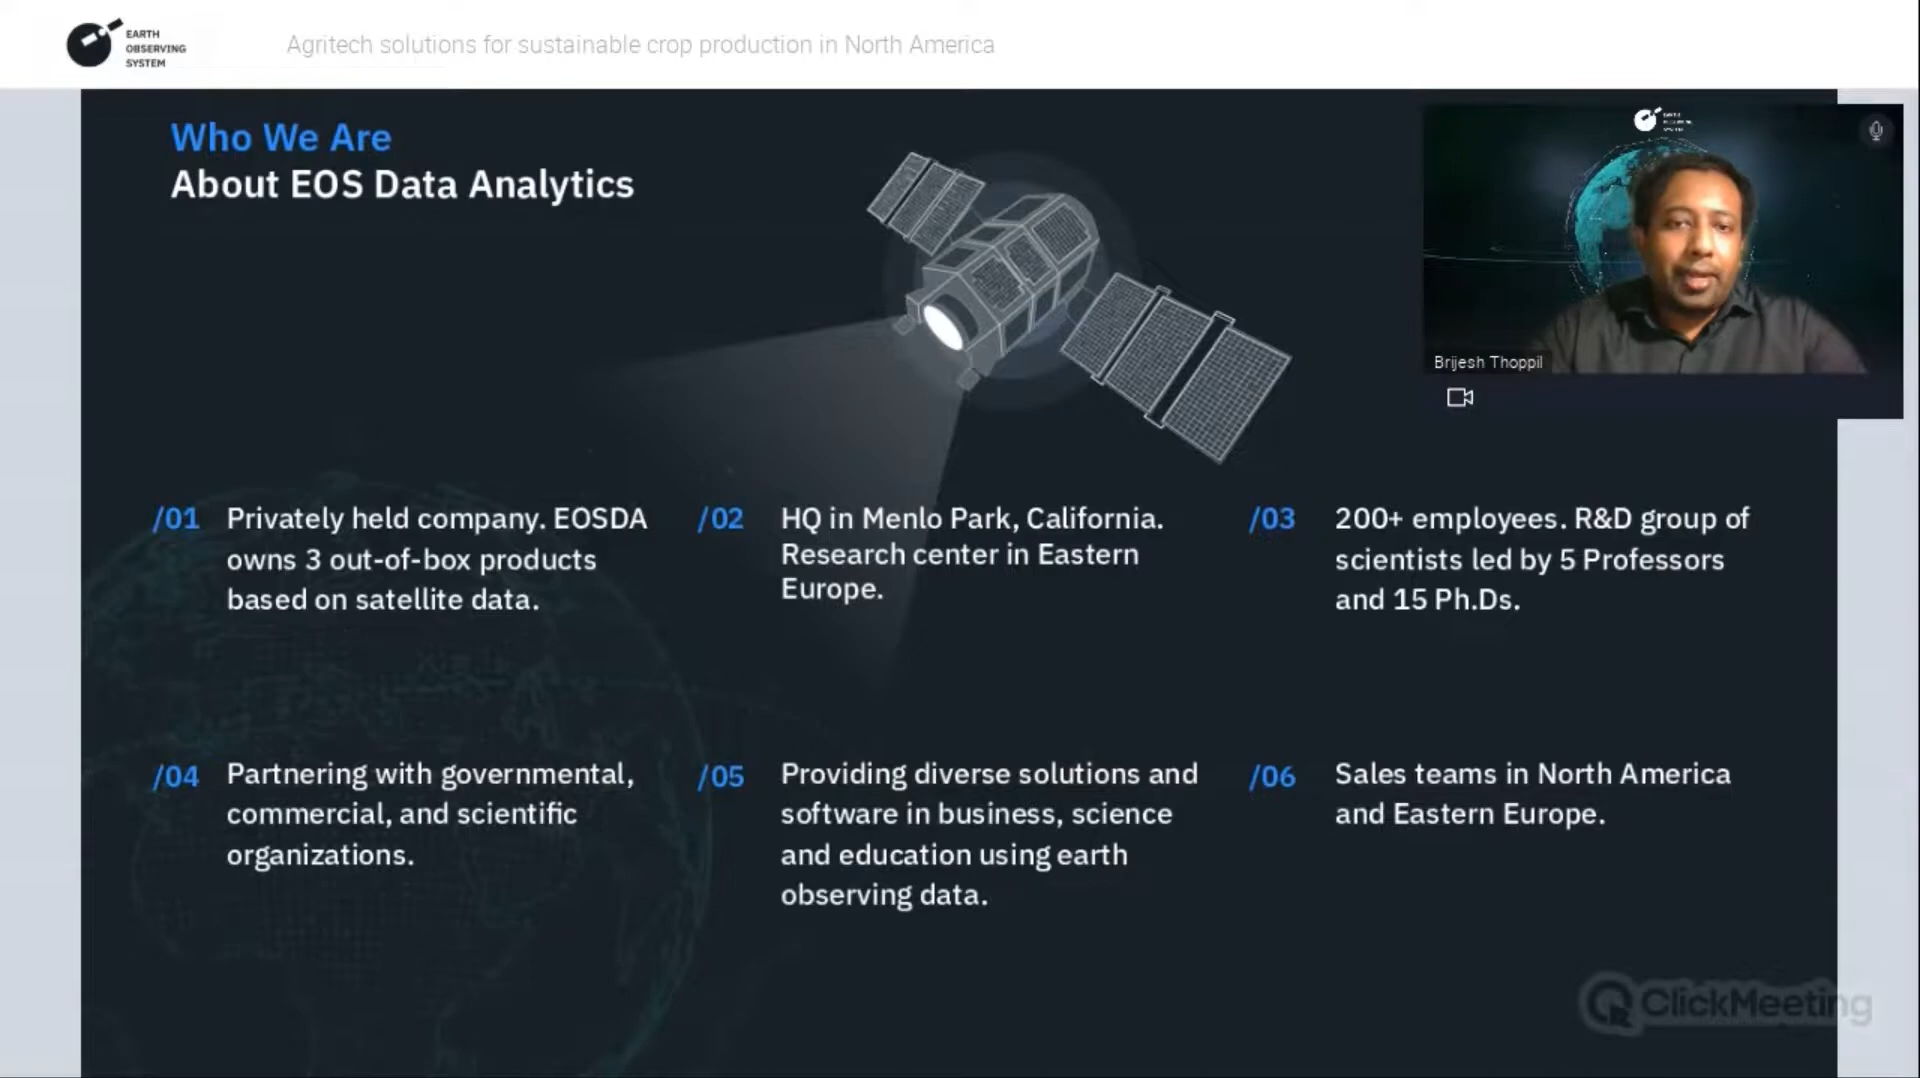 EARTH
OBSERVING
SYSTEM
Agritech solutions for sustainable crop production in North America
Who We Are
About EOS Data Analytics
Brijesh Thoppil
/01 Privately held company. EOSDA
owns 3 out-of-box products
based on satellite data.
/02 HQ in Menlo Park, California.
Research center in Eastern
Europe.
/03 200+ employees. R&D group of
scientists led by 5 Professors
and 15 Ph.Ds.
/04 Partnering with governmental,
commercial, and scientific
organizations.
/05 Providing diverse solutions and
software in business, science
and education using earth
observing data.
/06 Sales teams in North America
and Eastern Europe.
ClickMeeting